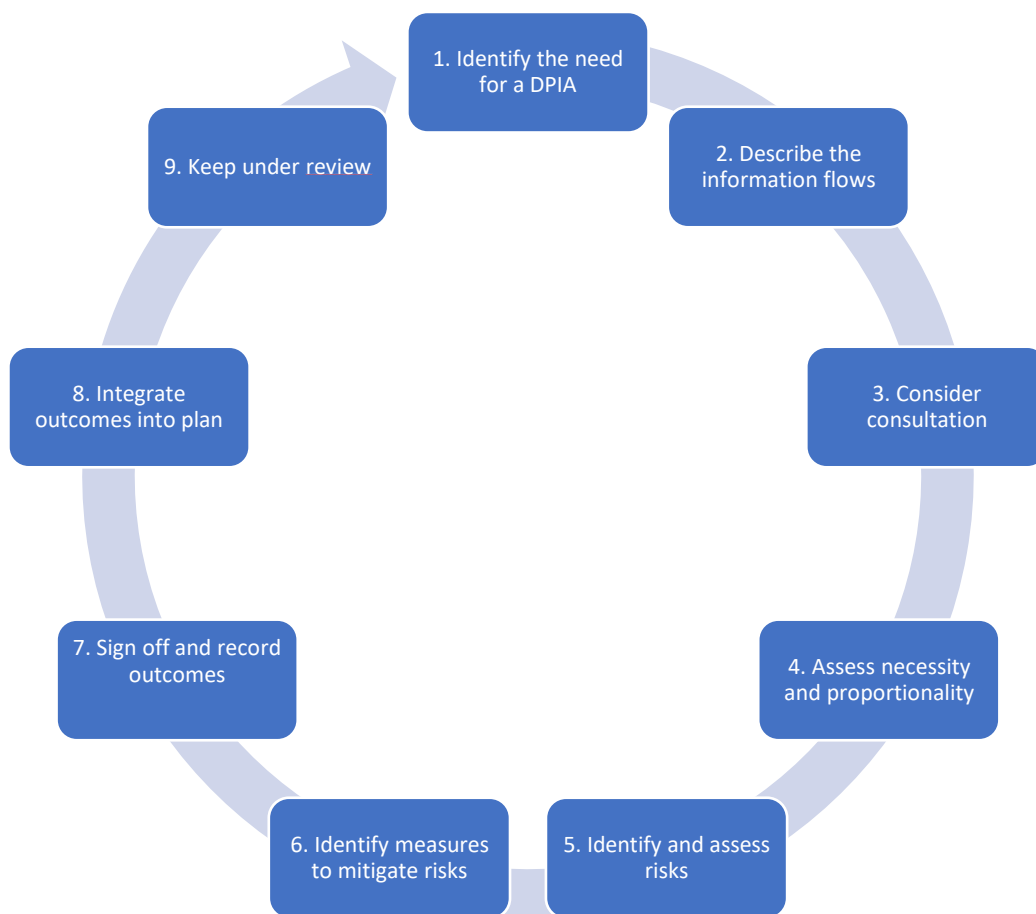 1. Identify the need
for a DPIA
2. Describe the
information flows
3. Consider
consultation
4. Assess necessity
and proportionality
5. Identify and assess
risks
6. Identify measures
to mitigate risks
7. Sign off and record
outcomes
8. Integrate
outcomes into plan
9. Keep under review